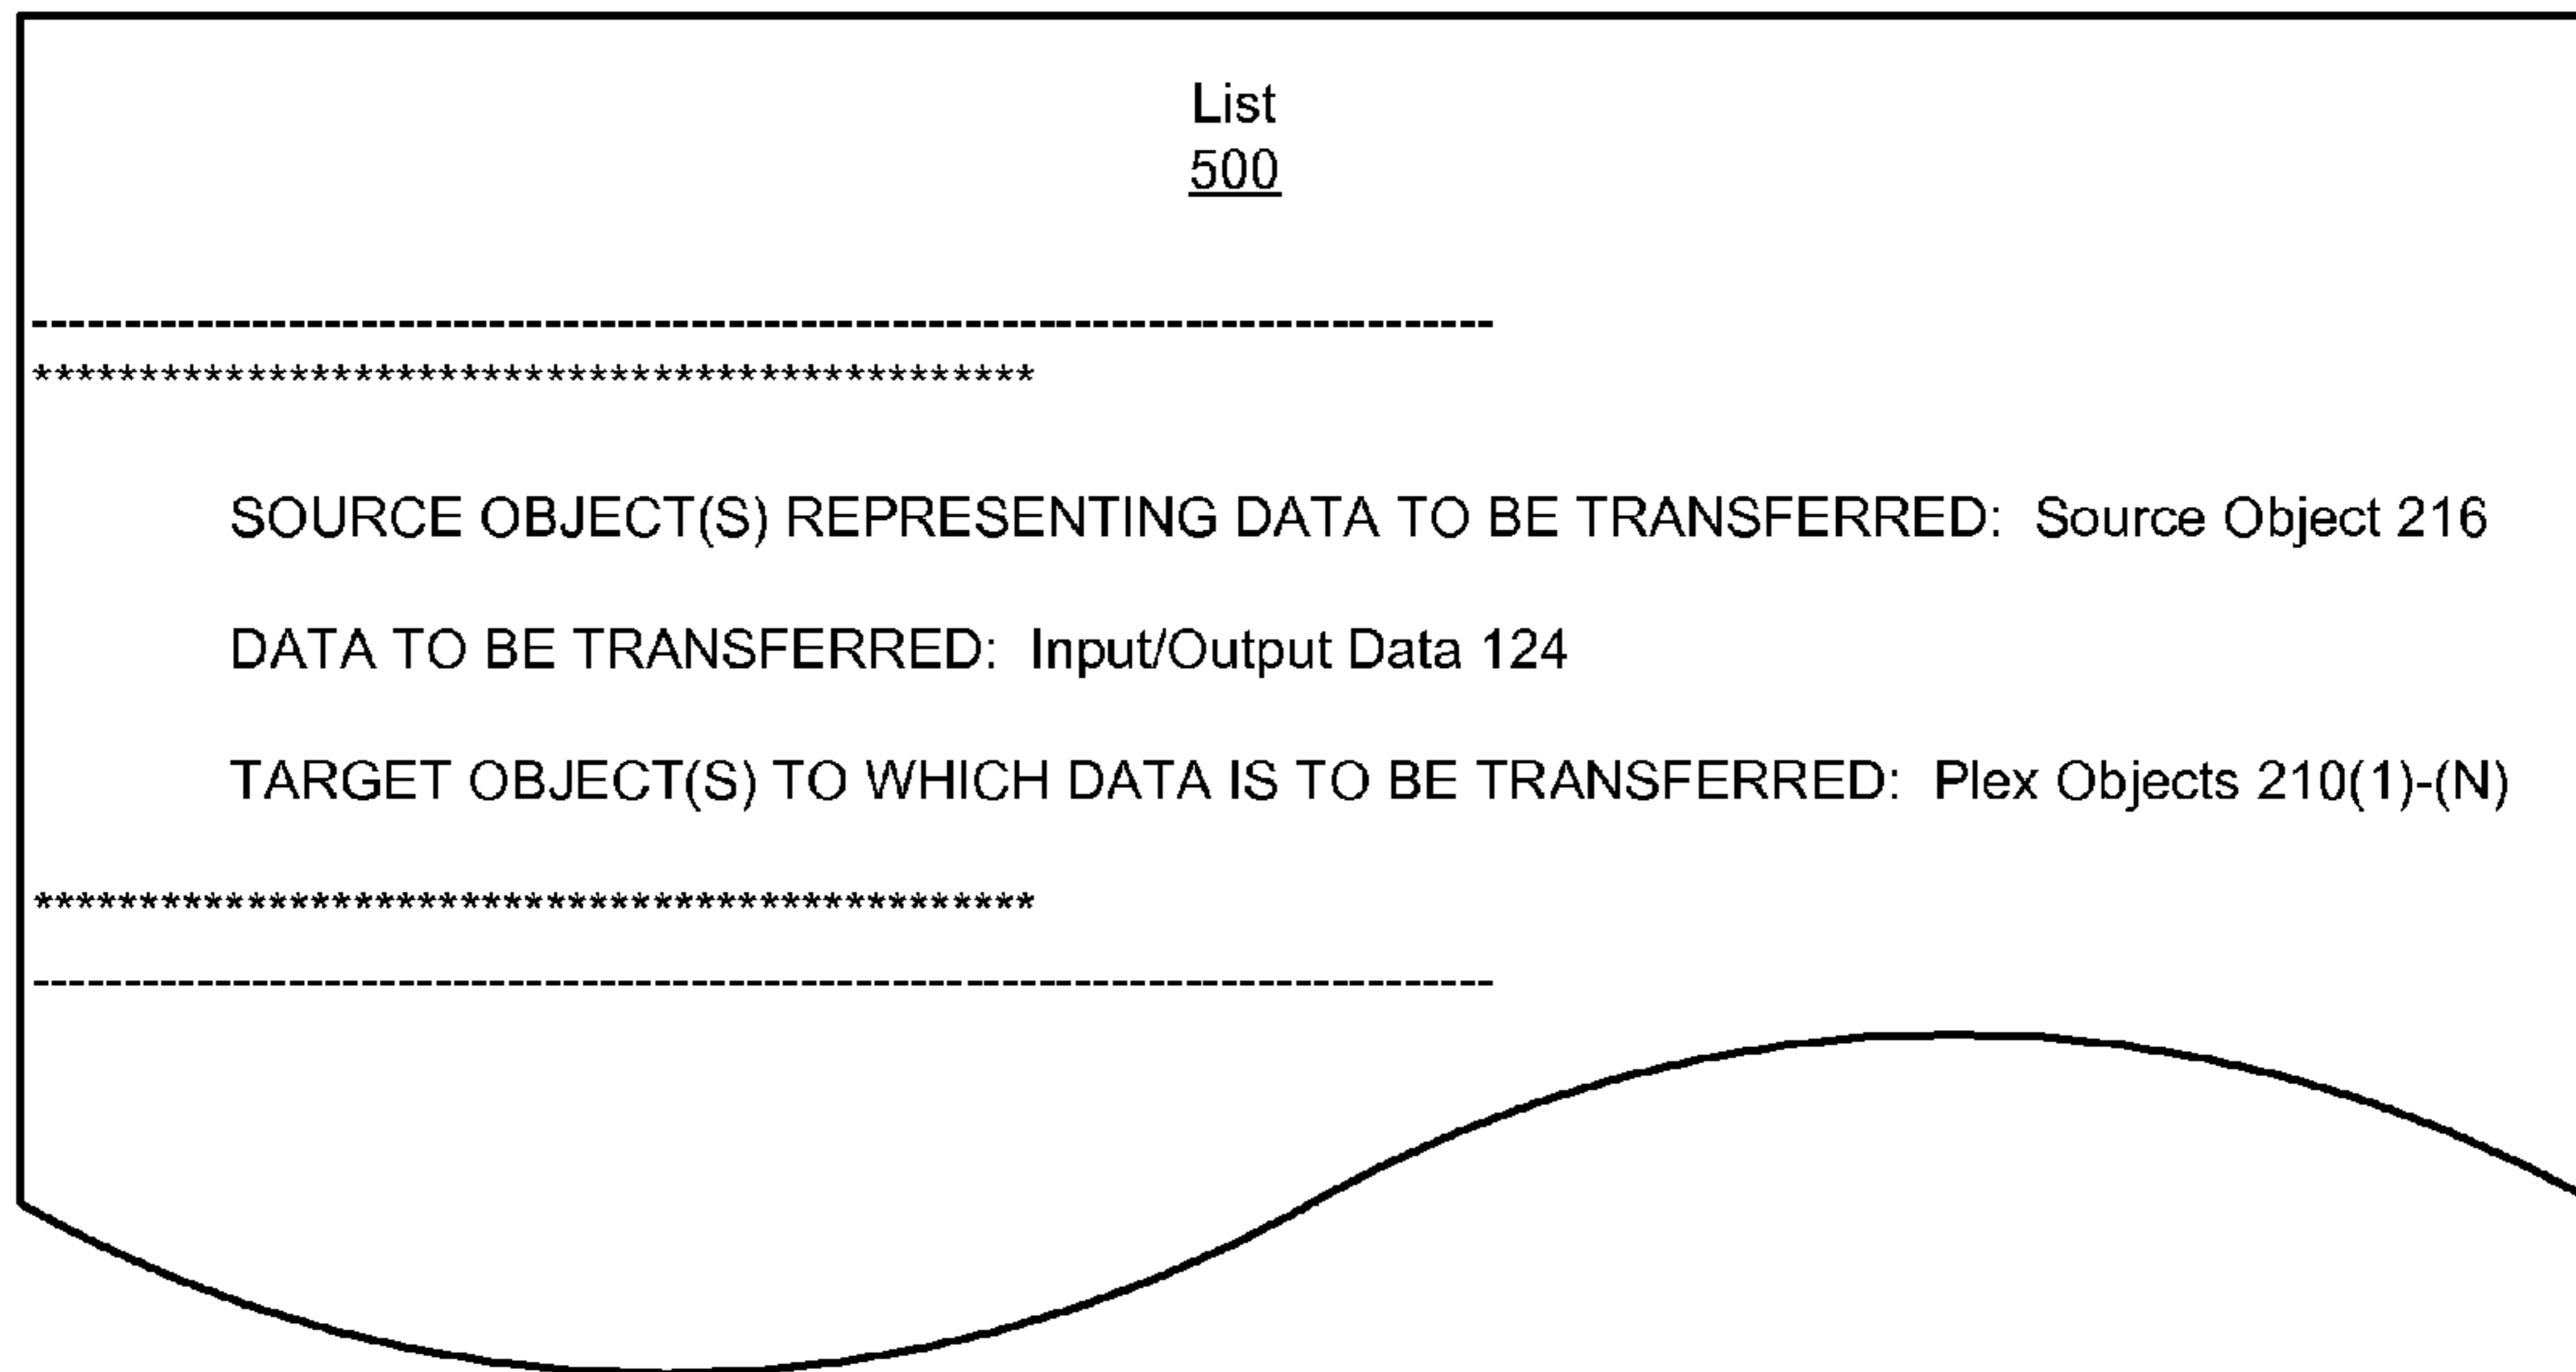 List
500
--------------------------------------------------------------------------------
***********************************************
SOURCE OBJECT(S) REPRESENTING DATA TO BE TRANSFERRED: Source Object 216
DATA TO BE TRANSFERRED: Input/Output Data 124
TARGET OBJECT(S) TO WHICH DATA IS TO BE TRANSFERRED: Plex Objects 210(1)-(N)
***********************************************
--------------------------------------------------------------------------------